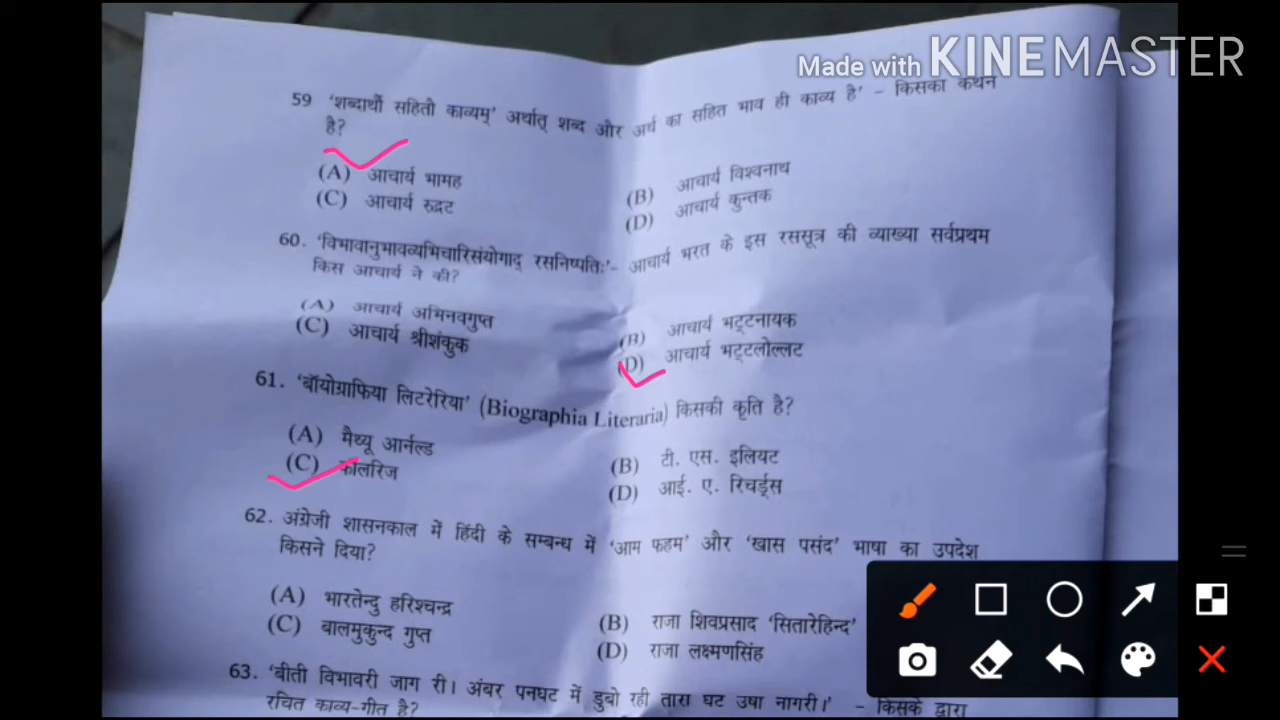 Made with KINEMASTER
59 'शब्दार्थौ सहितौ काव्यम्' अर्थात् शब्द और अर्थ का सहित भाव ही काव्य है' - किसका कथन
है?
(A) आचार्य भामह (B) आचार्य विश्वनाथ
(C) आचार्य रुद्रट (D) आचार्य कुन्तक
60. 'विभावानुभावव्यभिचारिसंयोगाद् रसनिष्पतिः'- आचार्य भरत के इस रससूत्र की व्याख्या सर्वप्रथम
किस आचार्य ने की?
(A) आचार्य अभिनवगुप्त (B) आचार्य भट्टनायक
(C) आचार्य श्रीशंकुक (D) आचार्य भट्टलोल्लट
61. 'बॉयोग्राफिया लिटरेरिया' (Biographia Literaria) किसकी कृति है?
(A) मैथ्यू आर्नल्ड (B) टी. एस. इलियट
(C) कॉलरिज (D) आई. ए. रिचर्ड्स
62. अंग्रेजी शासनकाल में हिंदी के सम्बन्ध में 'आम फहम' और 'खास पसंद' भाषा का उपदेश
किसने दिया?
(A) भारतेन्दु हरिश्चन्द्र (B) राजा शिवप्रसाद 'सितारेहिन्द'
(C) बालमुकुन्द गुप्त (D) राजा लक्ष्मणसिंह
63. 'बीती विभावरी जाग री। अंबर पनघट में डुबो रही तारा घट उषा नागरी।' - किसके द्वारा
रचित काव्य-गीत है?